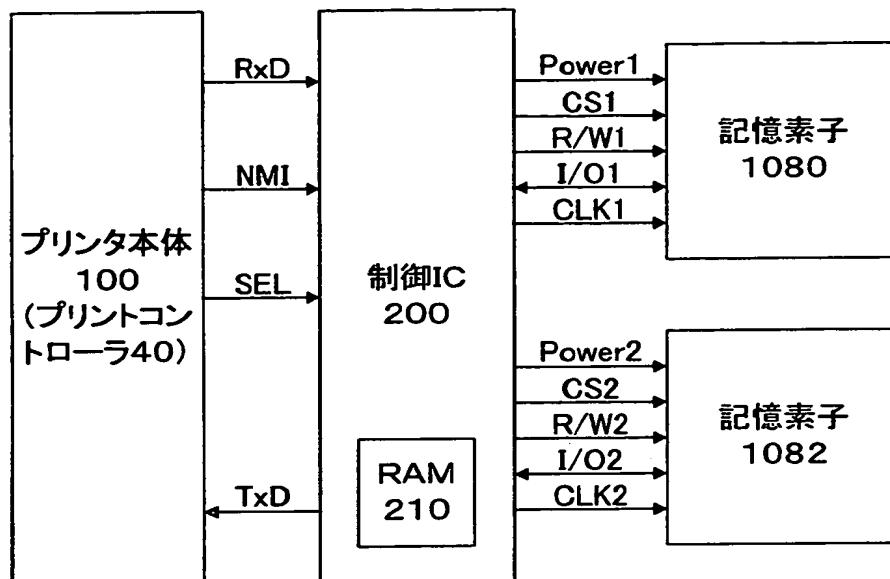 プリンタ本体
100
(プリントコン
トローラ40)
RxD
NMI
SEL
TxD
制御IC
200
RAM
210
Power1
CS1
R/W1
I/O1
CLK1
記憶素子
1080
Power2
CS2
R/W2
I/O2
CLK2
記憶素子
1082